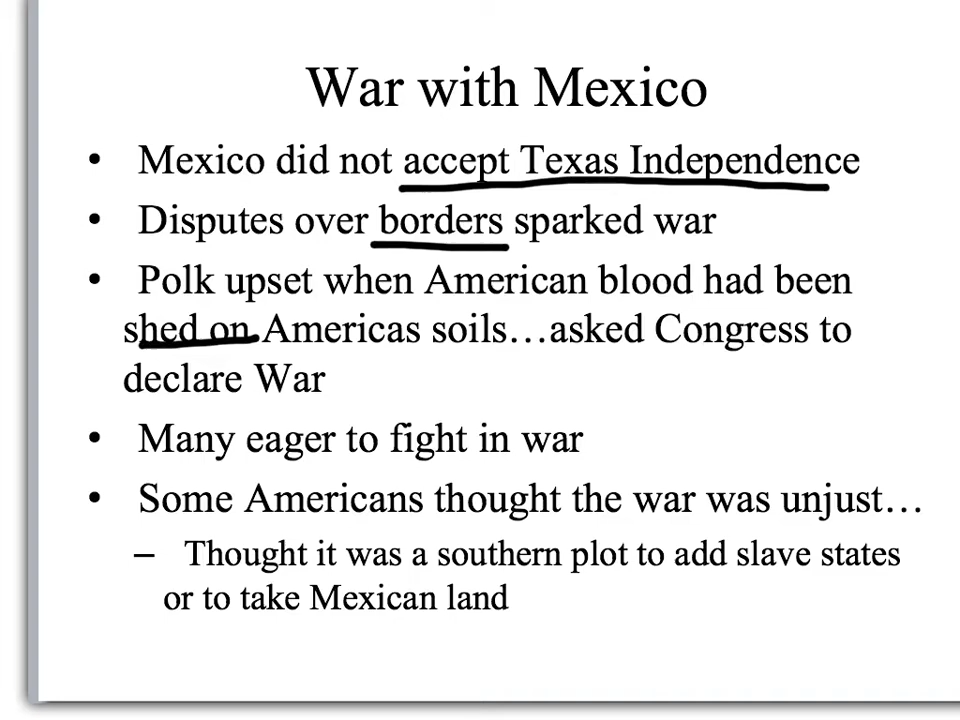 War with Mexico
• Mexico did not accept Texas Independence
• Disputes over borders sparked war
• Polk upset when American blood had been
shed on Americas soils…asked Congress to
declare War
• Many eager to fight in war
• Some Americans thought the war was unjust…
– Thought it was a southern plot to add slave states
or to take Mexican land